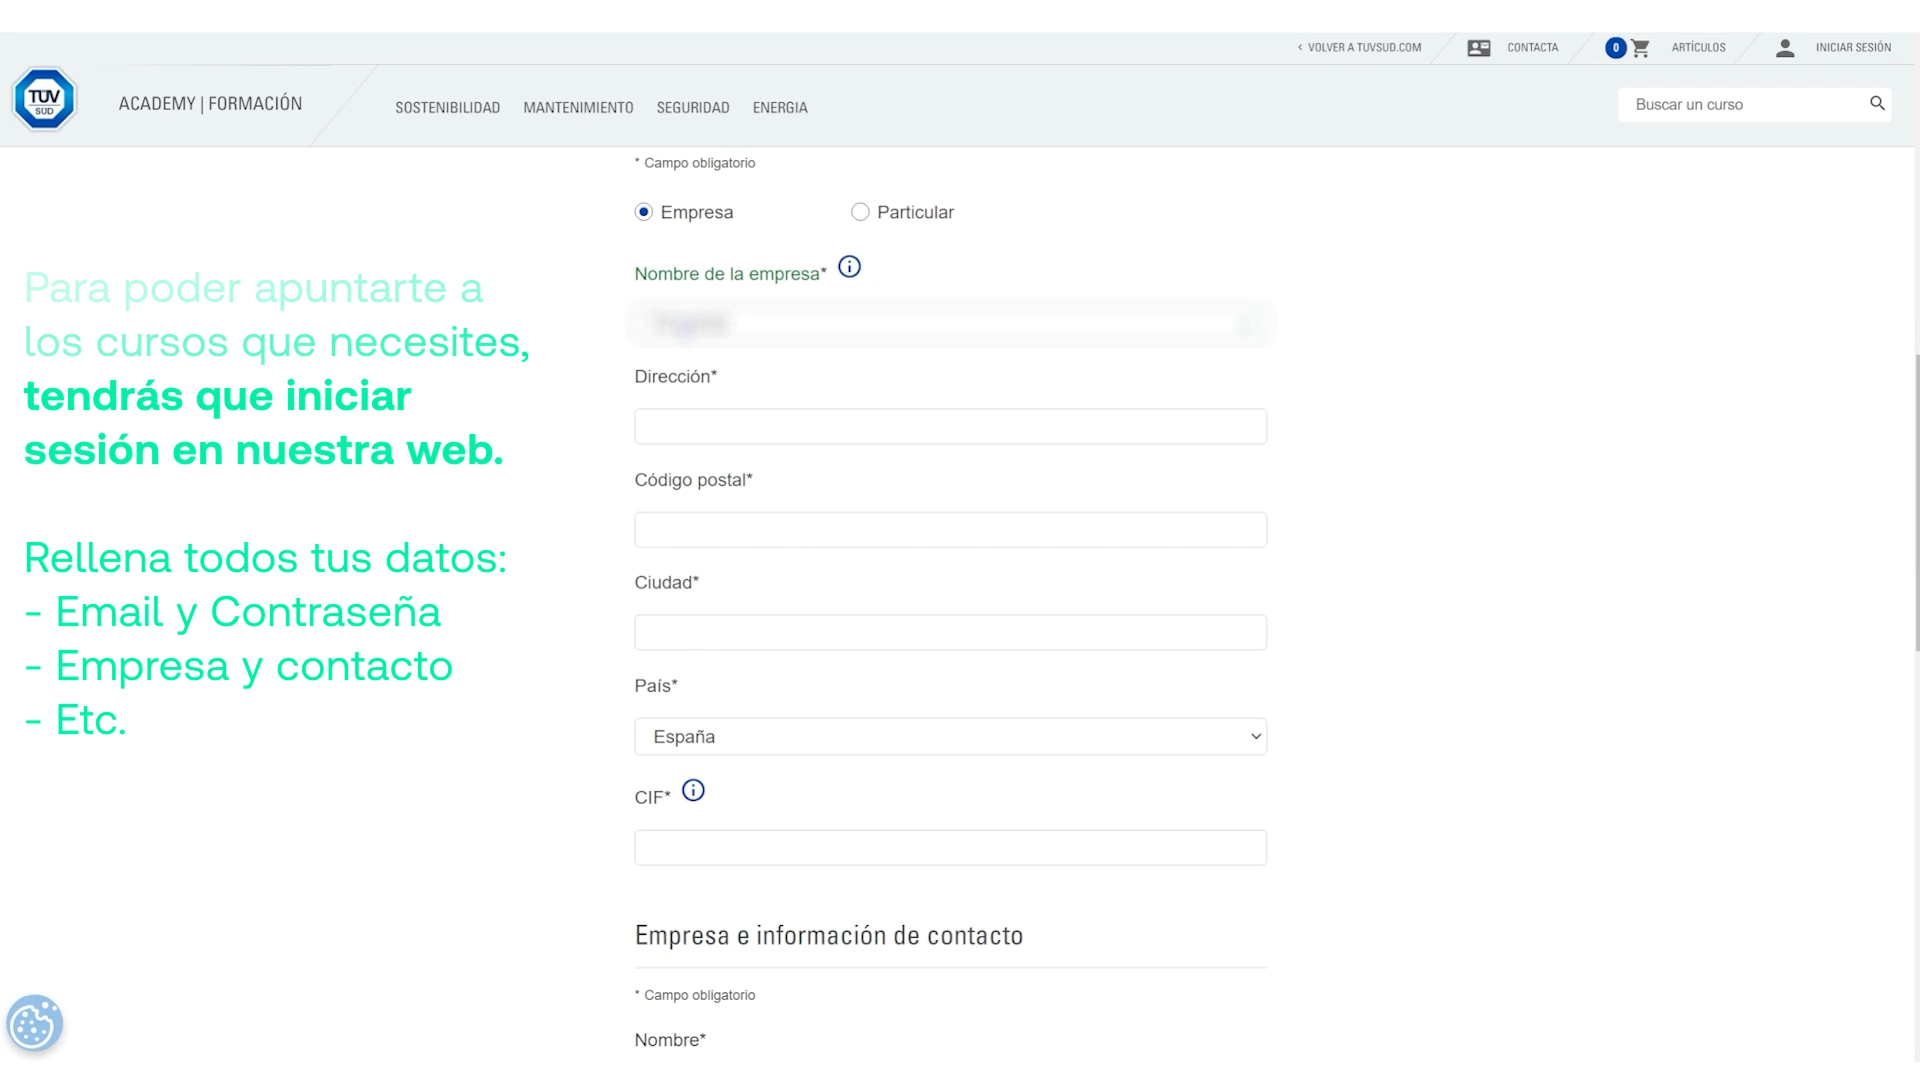 < VOLVER A TUVSUD.COM
CONTACTA
0
ARTÍCULOS
INICIAR SESIÓN
TÜV
SÜD
ACADEMY | FORMACIÓN
SOSTENIBILIDAD
MANTENIMIENTO
SEGURIDAD
ENERGIA
Buscar un curso
* Campo obligatorio
Empresa
Particular
Nombre de la empresa*
Dirección*
Código postal*
Ciudad*
País*
España
CIF*
Empresa e información de contacto
* Campo obligatorio
Nombre*
Para poder apuntarte a
los cursos que necesites,
tendrás que iniciar
sesión en nuestra web.
Rellena todos tus datos:
- Email y Contraseña
- Empresa y contacto
- Etc.